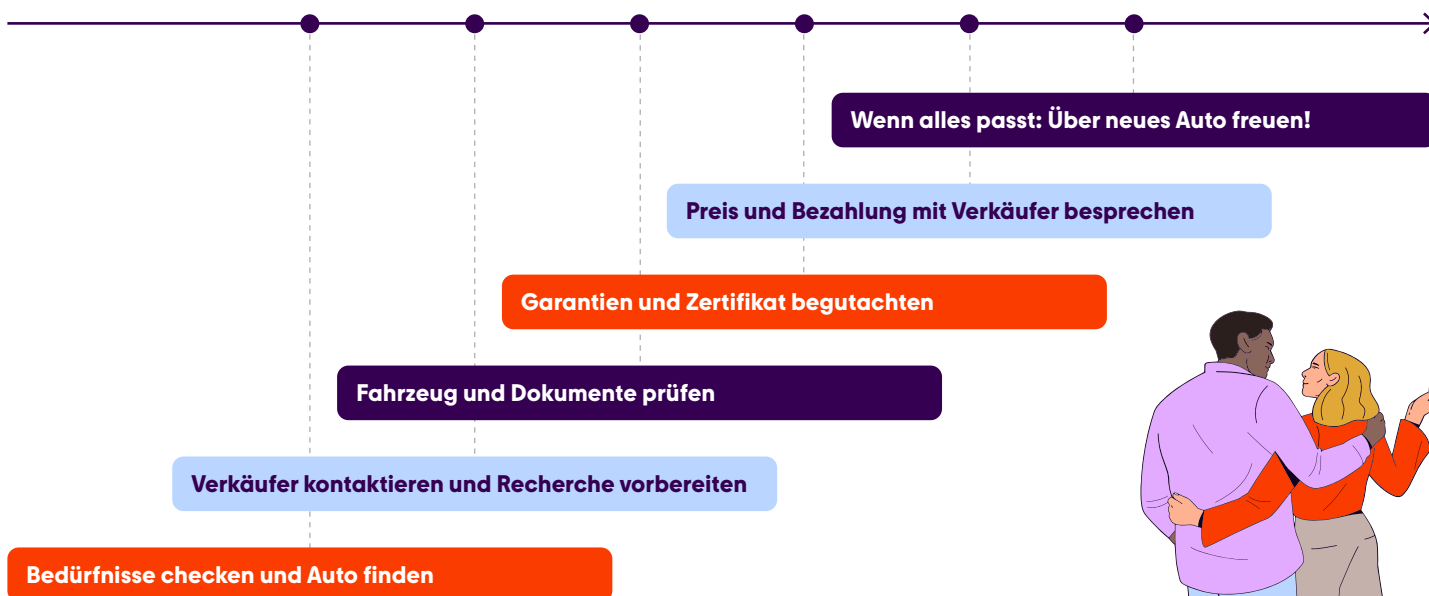 Wenn alles passt: Über neues Auto freuen!
Preis und Bezahlung mit Verkäufer besprechen
Garantien und Zertifikat begutachten
Fahrzeug und Dokumente prüfen
Verkäufer kontaktieren und Recherche vorbereiten
Bedürfnisse checken und Auto finden